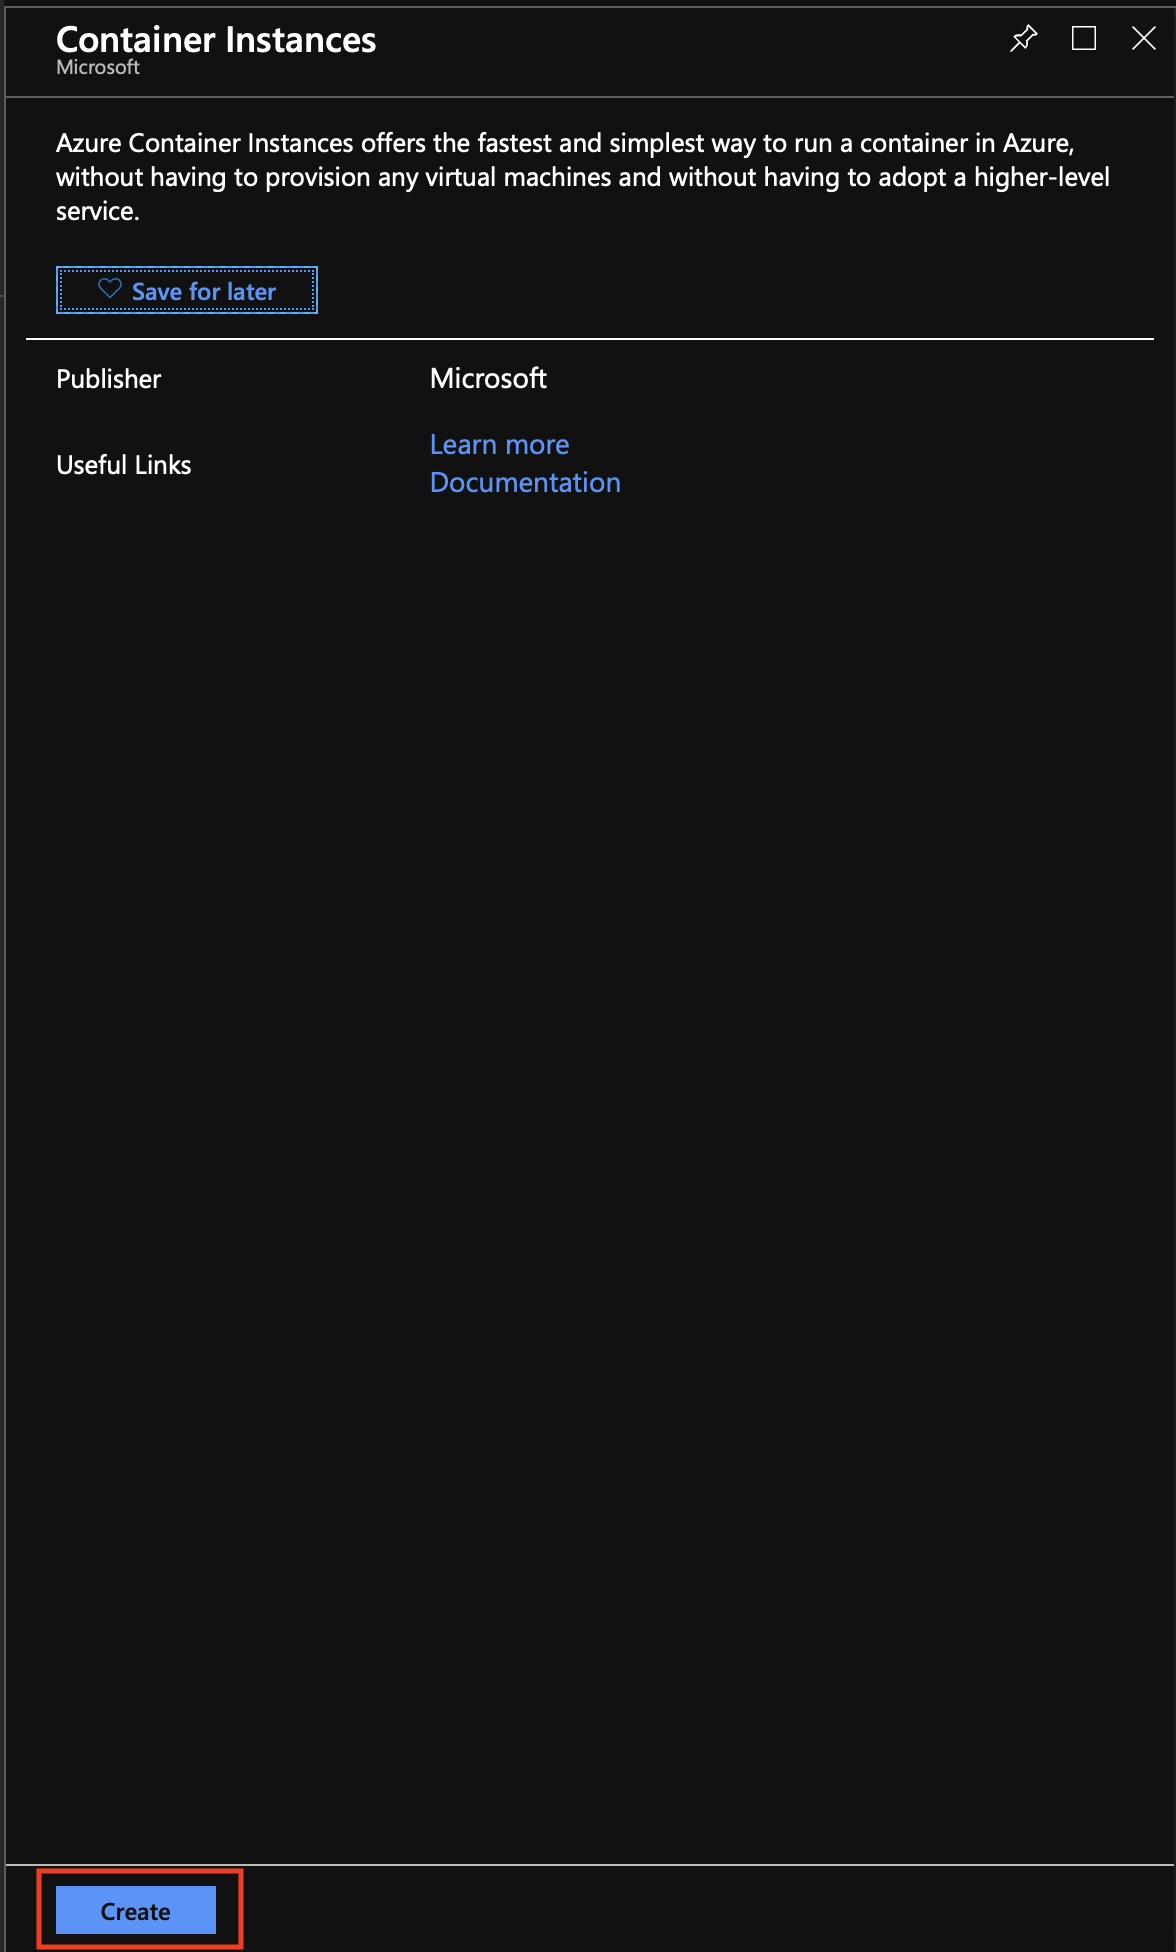 Container Instances
Microsoft
Azure Container Instances offers the fastest and simplest way to run a container in Azure,
without having to provision any virtual machines and without having to adopt a higher-level
service.
Save for later
Publisher
Microsoft
Useful Links
Learn more
Documentation
Create